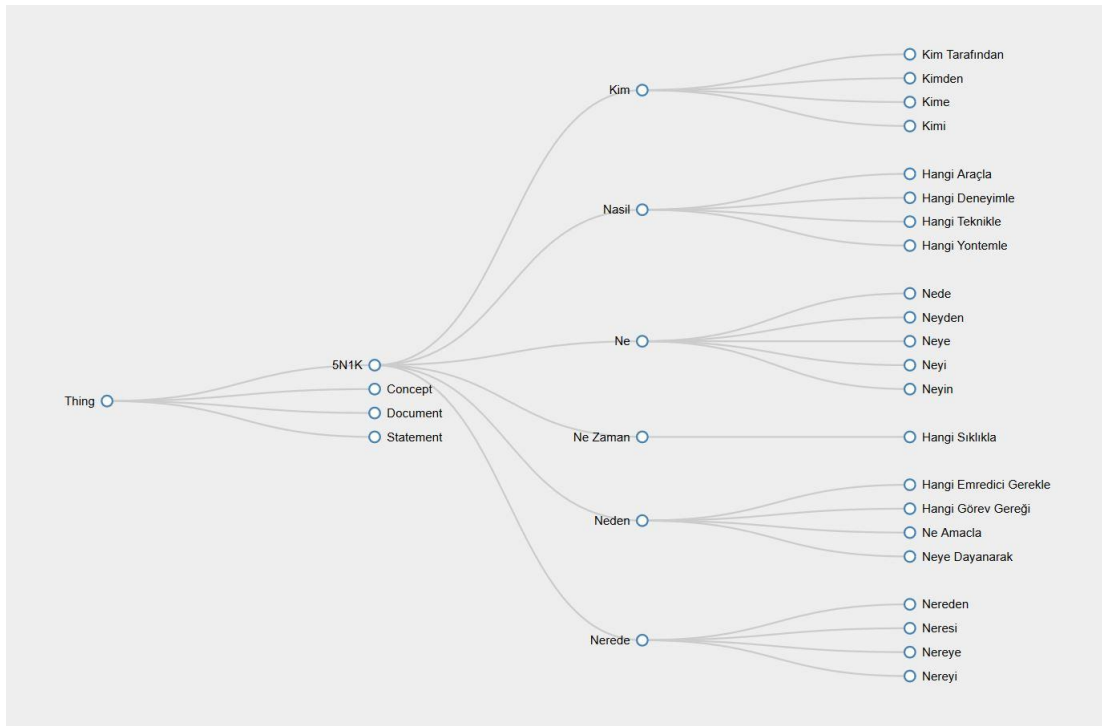 Thing
5N1K
Concept
Document
Statement
Kim
Kim Tarafından
Kimden
Kime
Kimi
Nasil
Hangi Araçla
Hangi Deneyimle
Hangi Teknikle
Hangi Yontemle
Ne
Nede
Neyden
Neye
Neyi
Neyin
Ne Zaman
Hangi Sıklıkla
Neden
Hangi Emredici Gerekle
Hangi Görev Gereği
Ne Amacla
Neye Dayanarak
Nerede
Nereden
Neresi
Nereye
Nereyi